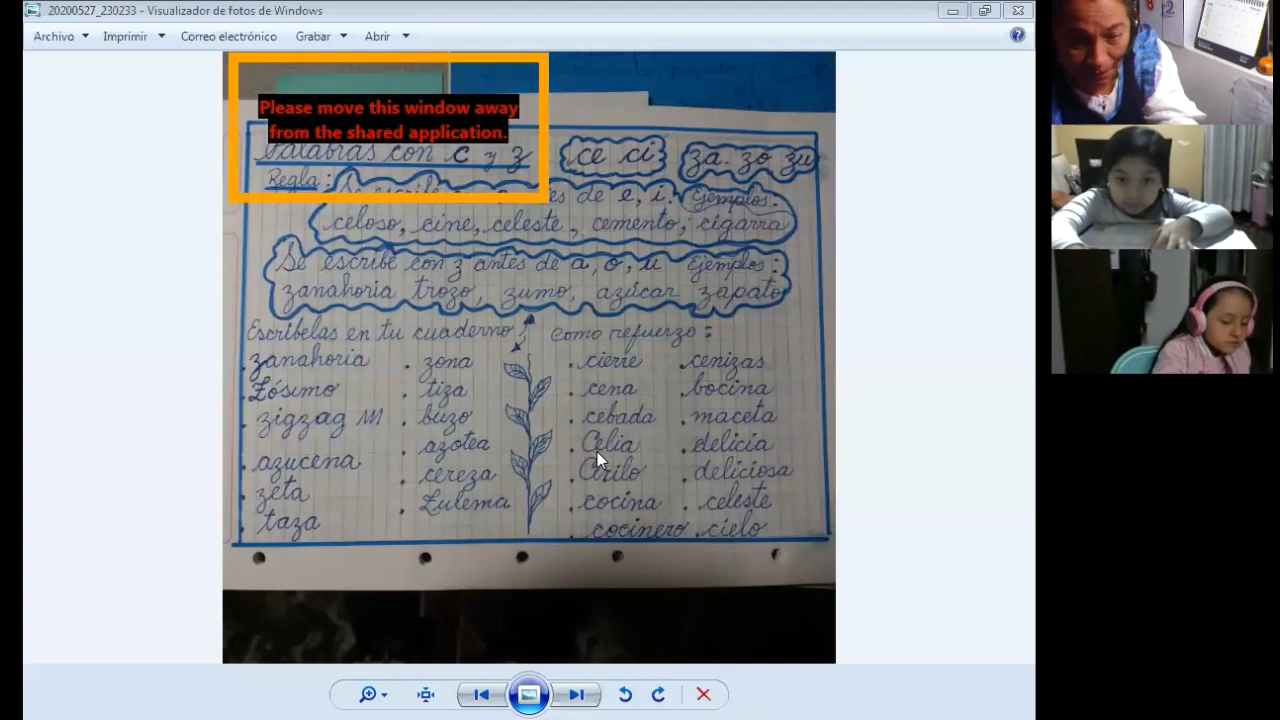 20200527_230233 - Visualizador de fotos de Windows
Archivo Imprimir Correo electrónico Grabar Abrir
Please move this window away
from the shared application.
Palabras con c y z ce ci za zo zu
Regla: Se escribe de e, i. Ejemplos:
celoso, cine, celeste, cemento, cigarra
Se escribe con z antes de a, o, u Ejemplos:
zanahoria trozo, zumo, azúcar zapato
Escríbelas en tu cuaderno como refuerzo:
. zanahoria . zona . cierre . cenizas
. Zósimo . tiza . cena . bocina
. zigzag . buzo . cebada . maceta
. azucena . azotea . Celia . delicia
. zeta . cereza . Cirilo . deliciosa
. taza . Zulema . cocina . celeste
. cocinero . cielo